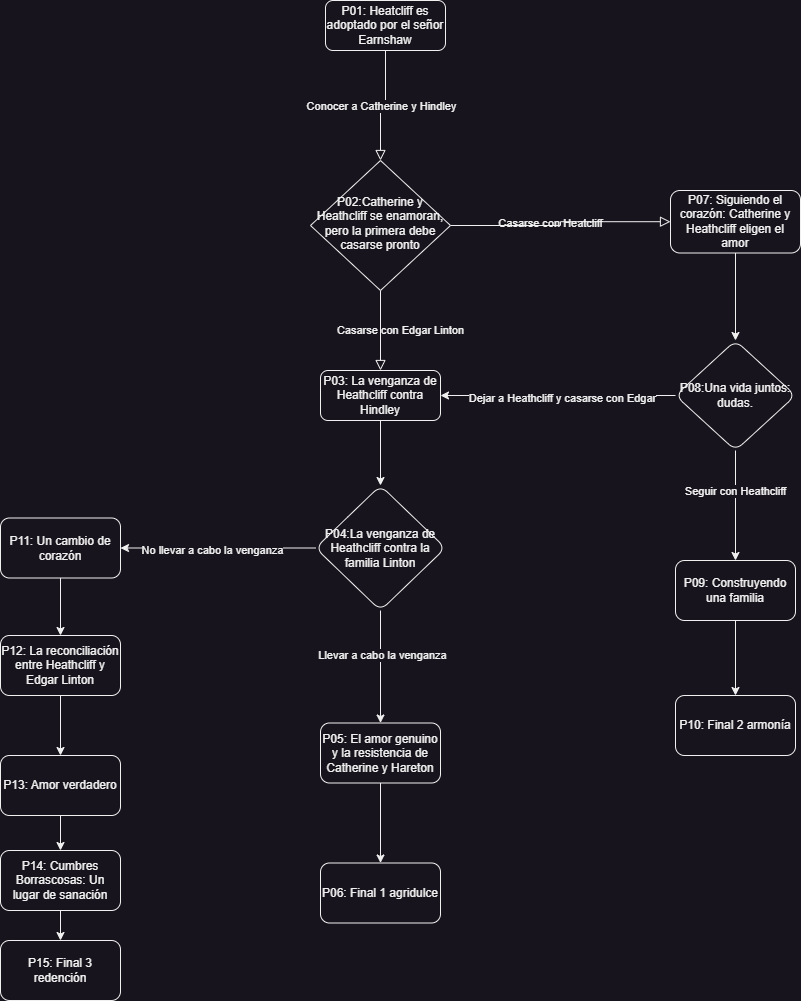 P01: Heatcliff es
adoptado por el señor
Earnshaw
Conocer a Catherine y Hindley
P02:Catherine y
Heathcliff se enamoran,
pero la primera debe
casarse pronto
Casarse con Heatcliff
P07: Siguiendo el
corazón: Catherine y
Heathcliff eligen el
amor
Casarse con Edgar Linton
P03: La venganza de
Heathcliff contra
Hindley
Dejar a Heathcliff y casarse con Edgar
P08:Una vida juntos:
dudas.
Seguir con Heathcliff
P04:La venganza de
Heathcliff contra la
familia Linton
No llevar a cabo la venganza
P11: Un cambio de
corazón
P09: Construyendo
una familia
P12: La reconciliación
entre Heathcliff y
Edgar Linton
Llevar a cabo la venganza
P10: Final 2 armonía
P05: El amor genuino
y la resistencia de
Catherine y Hareton
P13: Amor verdadero
P14: Cumbres
Borrascosas: Un
lugar de sanación
P06: Final 1 agridulce
P15: Final 3
redención